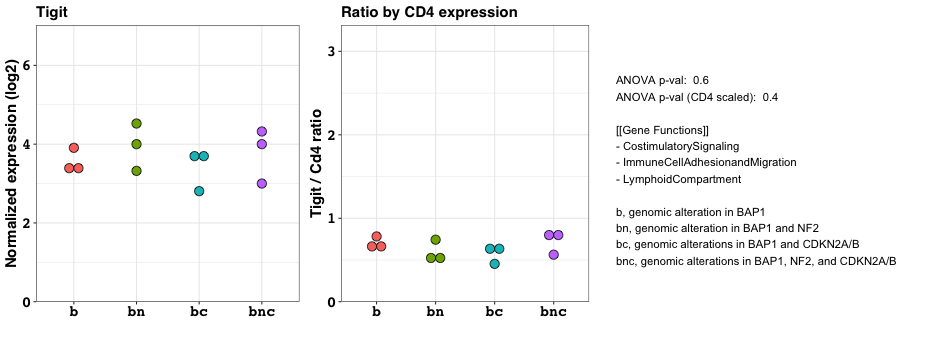 Tigit
Normalized expression (log2)
6
4
2
0
b bn bc bnc
Ratio by CD4 expression
Tigit / Cd4 ratio
3
2
1
0
b bn bc bnc
ANOVA p-val: 0.6
ANOVA p-val (CD4 scaled): 0.4
[[Gene Functions]]
- CostimulatorySignaling
- ImmuneCellAdhesionandMigration
- LymphoidCompartment
b, genomic alteration in BAP1
bn, genomic alteration in BAP1 and NF2
bc, genomic alterations in BAP1 and CDKN2A/B
bnc, genomic alterations in BAP1, NF2, and CDKN2A/B